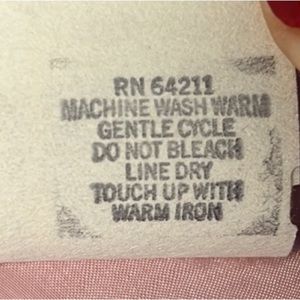 RN 64211
MACHINE WASH WARM
GENTLE CYCLE
DO NOT BLEACH
LINE DRY
TOUCH UP WITH
WARM IRON